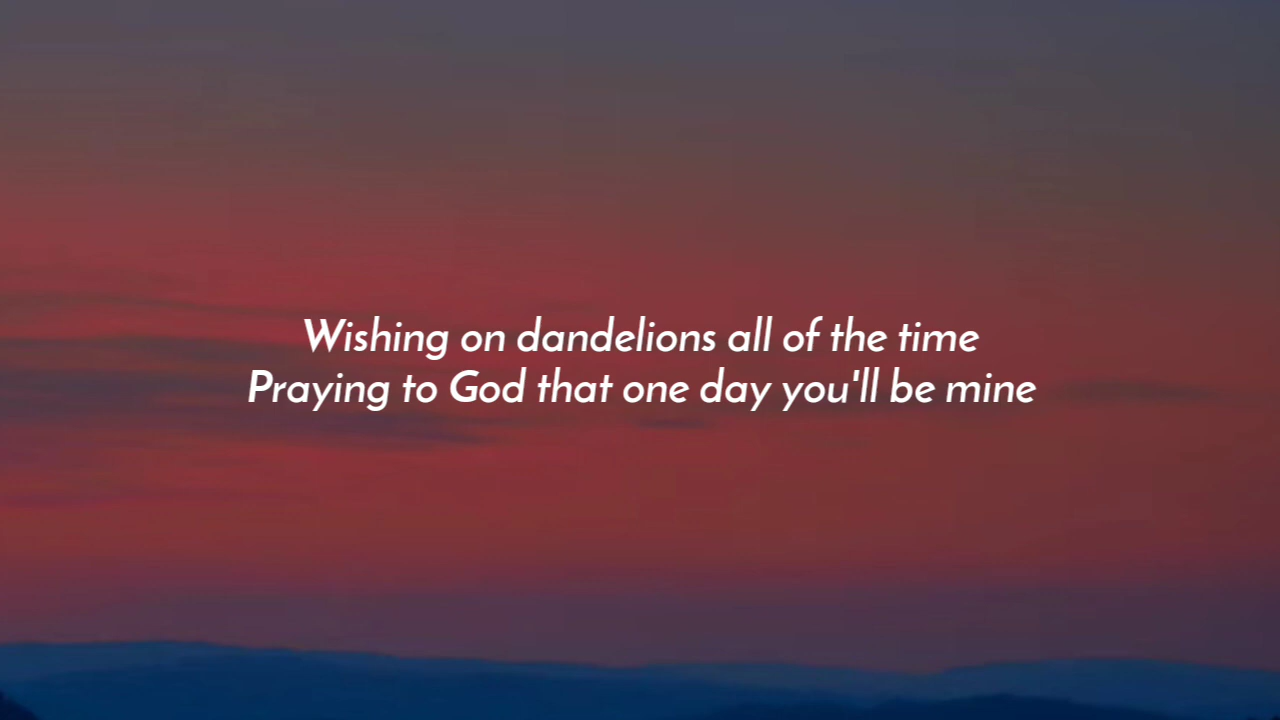 Wishing on dandelions all of the time
Praying to God that one day you'll be mine